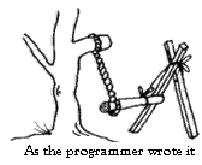 As the programmer wrote it